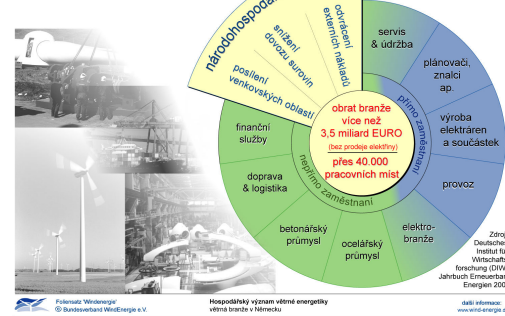 národohospodá
posílení
venkovských oblastí
snížení
dovozu surovin
odvrácení
externích nákladů
servis
& údržba
plánovači,
znalci
ap.
výroba
elektráren
a součástek
provoz
elektro-
branže
ocelářský
průmysl
betonářský
průmysl
doprava
& logistika
finanční
služby
přímo zaměstnaní
nepřímo zaměstnaní
obrat branže
více než
3,5 miliard EURO
(bez prodeje elektřiny)
přes 40.000
pracovních míst
Zdroj
Deutsches
Institut fü
Wirtschafts
forschung (DIW
Jahrbuch Erneuerbar
Energien 200
Foliensatz 'Windenergie'
© Bundesverband WindEnergie e.V.
Hospodářský význam větrné energetiky
větrná branže v Německu
další informace:
www.wind-energie.d